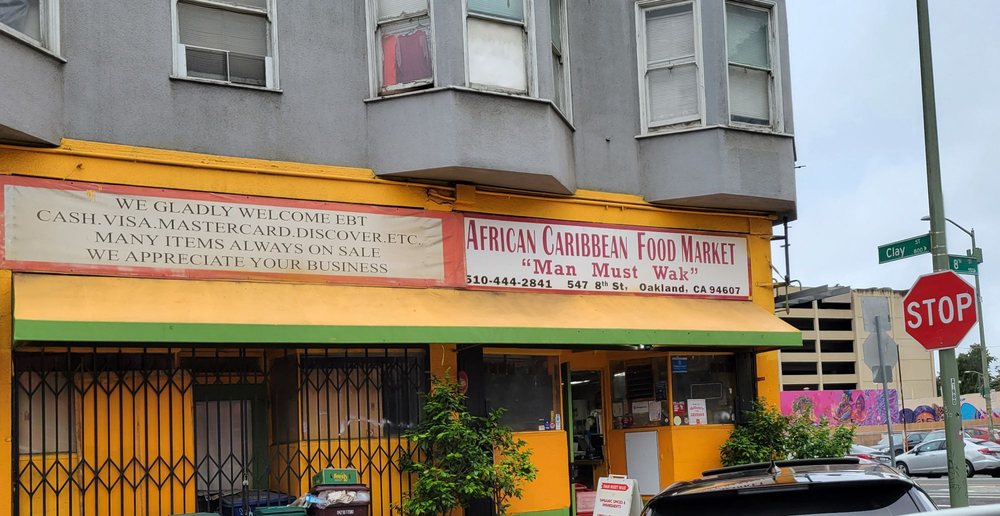 WE GLADLY WELCOME EBT
CASH.VISA.MASTERCARD.DISCOVER.ETC.
MANY ITEMS ALWAYS ON SALE
WE APPRECIATE YOUR BUSINESS
AFRICAN CARIBBEAN FOOD MARKET
“Man Must Wak”
510-444-2841 547 8th St, Oakland, CA 94607
Clay ST
800
8th ST
STOP